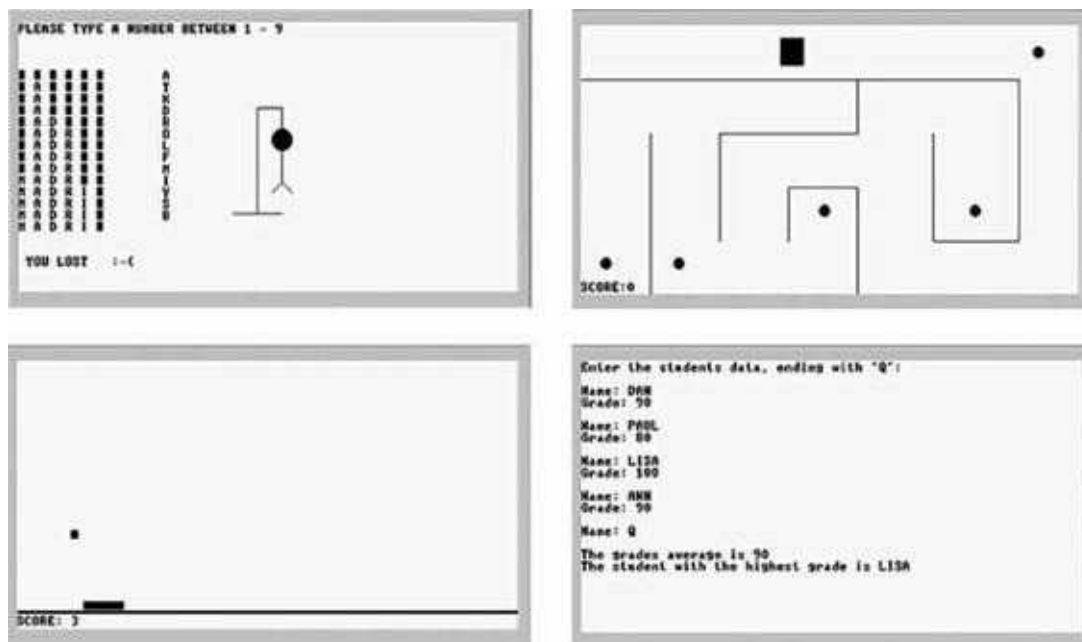 PLEASE TYPE A NUMBER BETWEEN 1 - 9
A
A T
A K
A D
A D R
A D R O
A D R L
A D R F
A D R M
M A D R I
M A D R I
M A D R I S
M A D R I
M A D R I
YOU LOST :-(
SCORE:0
SCORE: 3
Enter the students data, ending with 'Q':
Name: DAN
Grade: 90
Name: PAUL
Grade: 80
Name: LISA
Grade: 100
Name: ANN
Grade: 90
Name: Q
The grades average is 90
The student with the highest grade is LISA